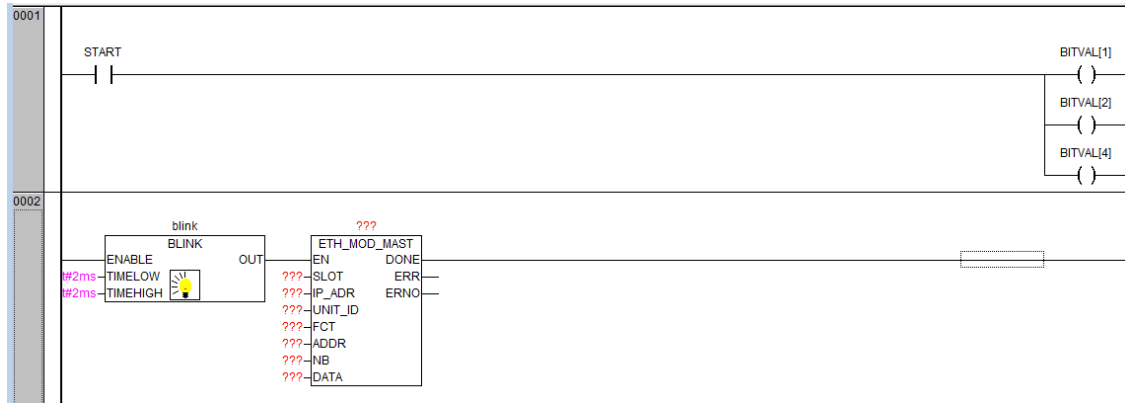 0001
START
BITVAL[1]
BITVAL[2]
BITVAL[4]
0002
blink
???
BLINK
ETH_MOD_MAST
ENABLE OUT
EN DONE
t#2ms TIMELOW
??? SLOT ERR
t#2ms TIMEHIGH
??? IP_ADR ERNO
??? UNIT_ID
??? FCT
??? ADDR
??? NB
??? DATA